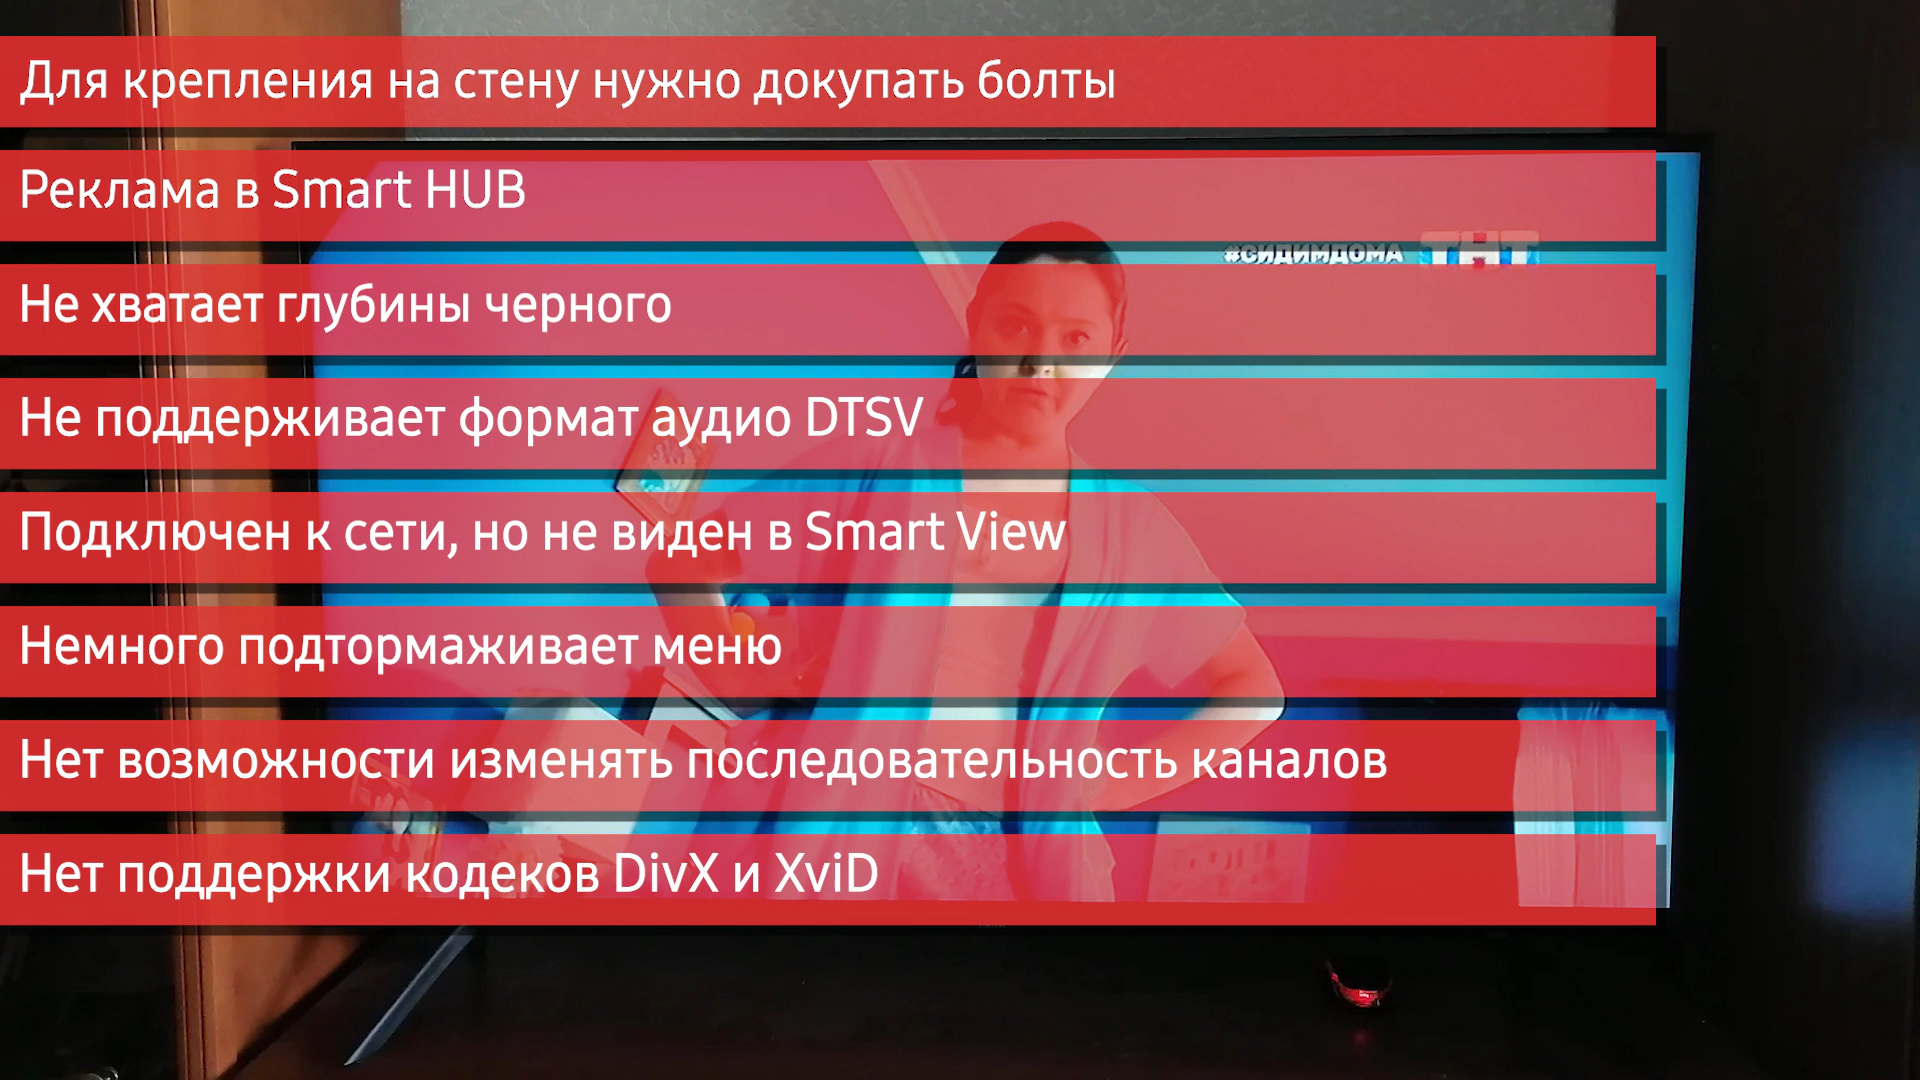 Для крепления на стену нужно докупать болты
Реклама в Smart HUB
#СИДИМДОМА ТНТ
Не хватает глубины черного
Не поддерживает формат аудио DTSV
Подключен к сети, но не виден в Smart View
Немного подтормаживает меню
Нет возможности изменять последовательность каналов
Нет поддержки кодеков DivX и XviD